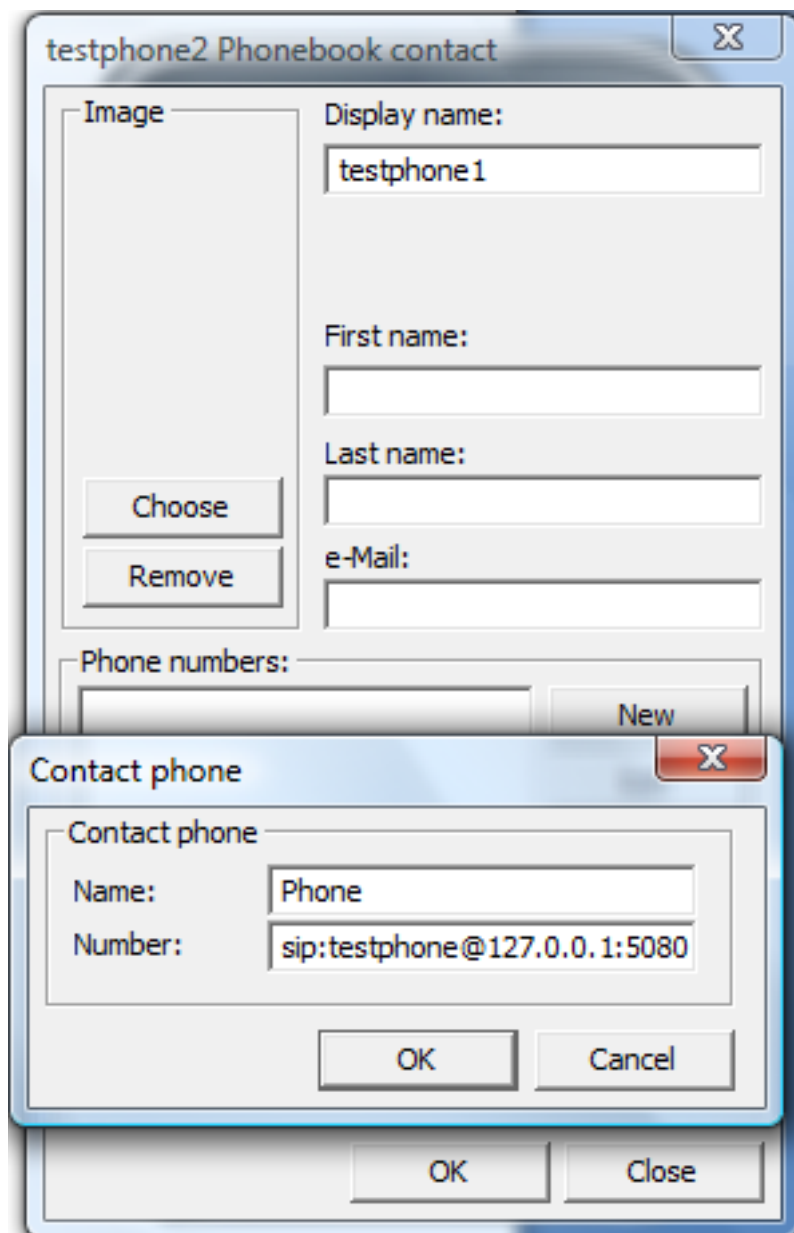 testphone2 Phonebook contact
Image
Display name:
testphone1
First name:
Last name:
Choose
e-Mail:
Remove
Phone numbers:
New
Contact phone
Contact phone
Name: Phone
Number: sip:testphone@127.0.0.1:5080
OK Cancel
OK Close